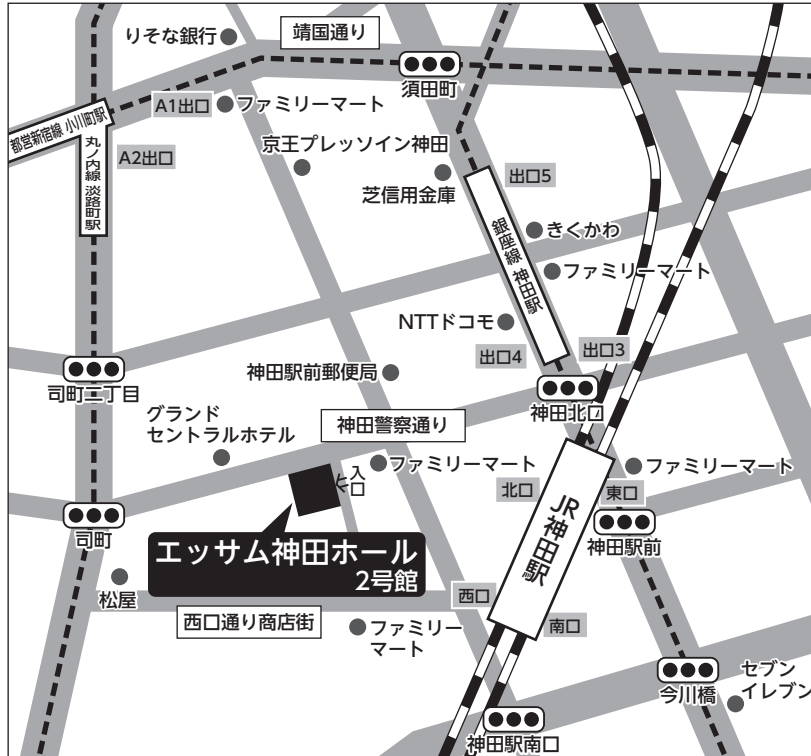 りそな銀行
靖国通り
須田町
都営新宿線 小川町駅
A1出口
ファミリーマート
丸ノ内線 淡路町駅
A2出口
京王プレッソイン神田
芝信用金庫
出口5
銀座線 神田駅
きくかわ
ファミリーマート
NTTドコモ
出口4
出口3
司町二丁目
神田駅前郵便局
神田北口
グランド
セントラルホテル
神田警察通り
入口
ファミリーマート
ファミリーマート
北口
東口
JR神田駅
司町
神田駅前
エッサム神田ホール
2号館
松屋
西口
西口通り商店街
ファミリー
マート
南口
今川橋
セブン
イレブン
神田駅南口